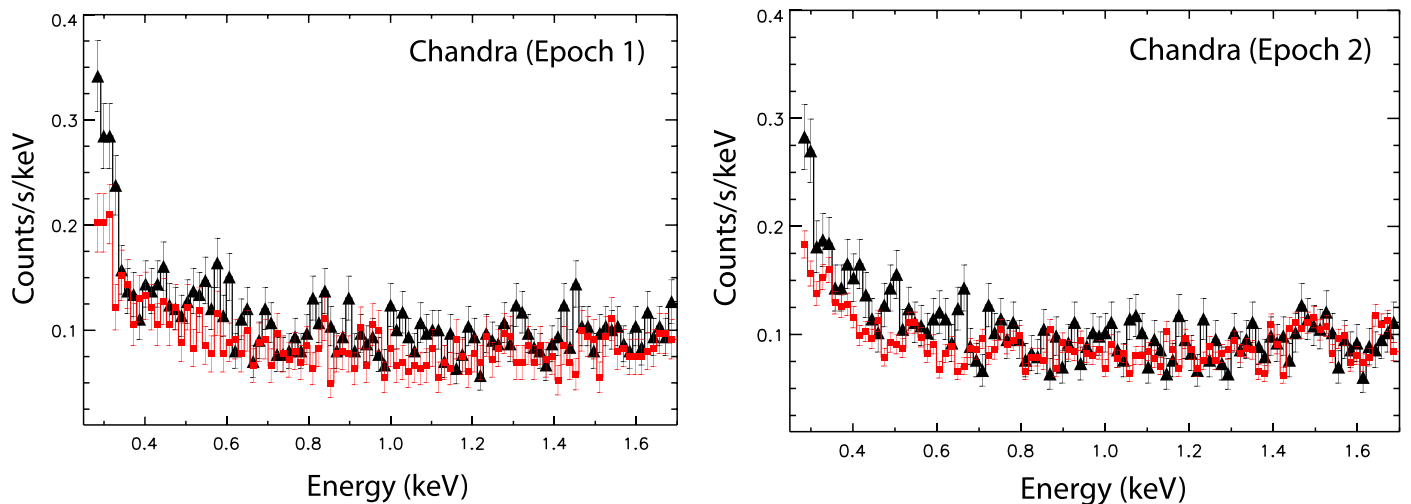 Chandra (Epoch 1)
Counts/s/keV
0.4
0.3
0.2
0.1
0.4 0.6 0.8 1.0 1.2 1.4 1.6
Energy (keV)
Chandra (Epoch 2)
Counts/s/keV
0.4
0.3
0.2
0.1
0.4 0.6 0.8 1.0 1.2 1.4 1.6
Energy (keV)